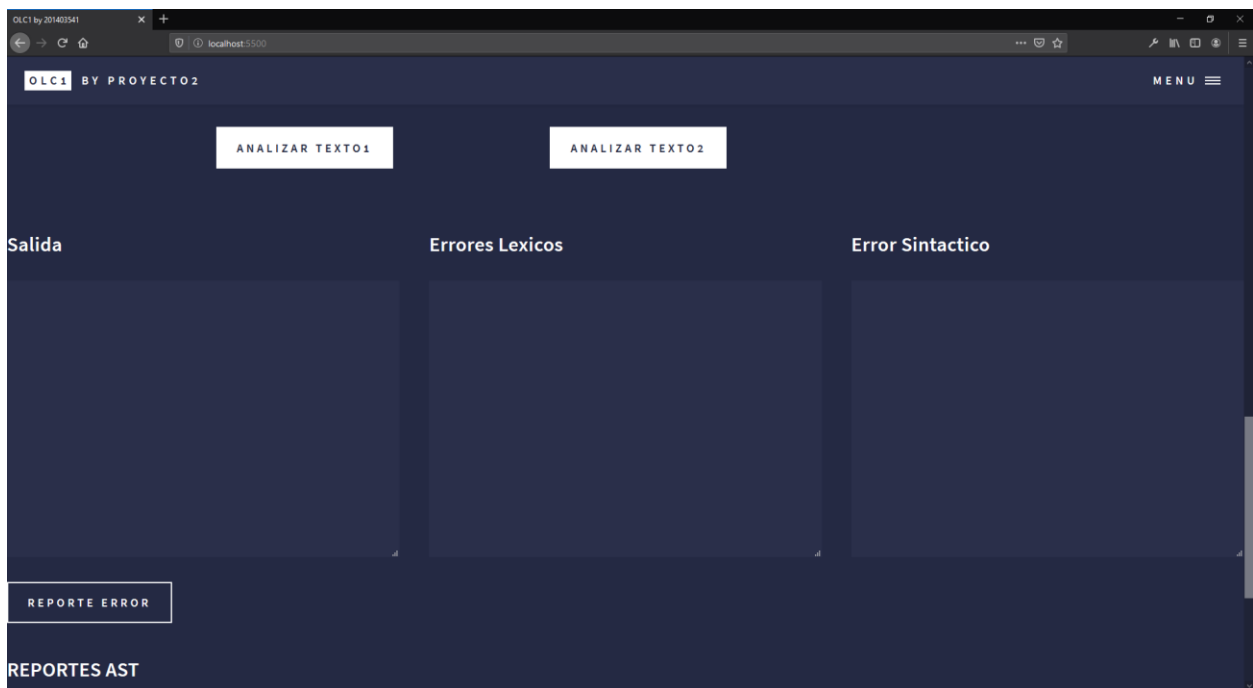 OLC1 by 201403541
localhost:5500
OLC1 BY PROYECTO2
MENU
ANALIZAR TEXTO1
ANALIZAR TEXTO2
Salida
Errores Lexicos
Error Sintactico
REPORTE ERROR
REPORTES AST